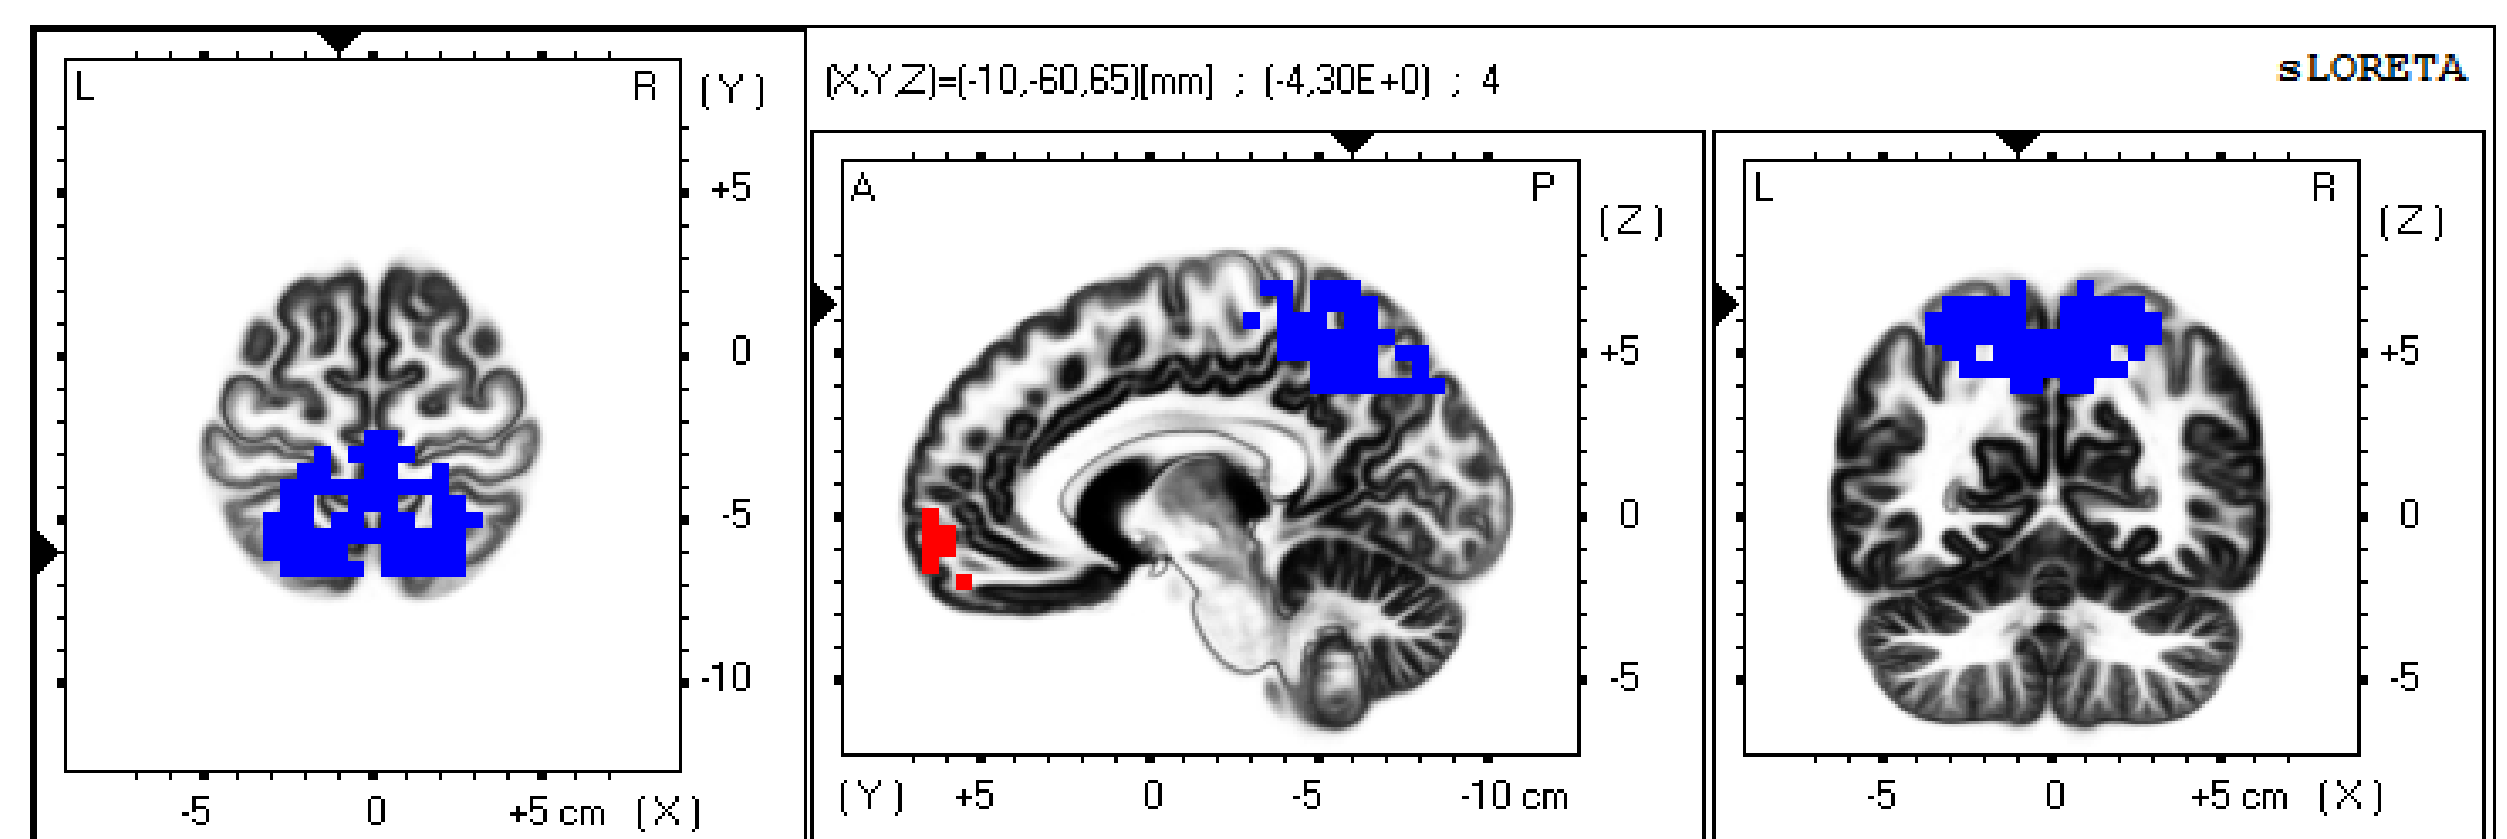 L R (Y)
+5
0
-5
-10
-5 0 +5 cm (X)
(X,Y,Z)=(-10,-60,65)[mm] ; (-4,30E+0) ; 4
sLORETA
A P (Z)
+5
0
-5
(Y) +5 0 -5 -10 cm
L R (Z)
+5
0
-5
-5 0 +5 cm (X)